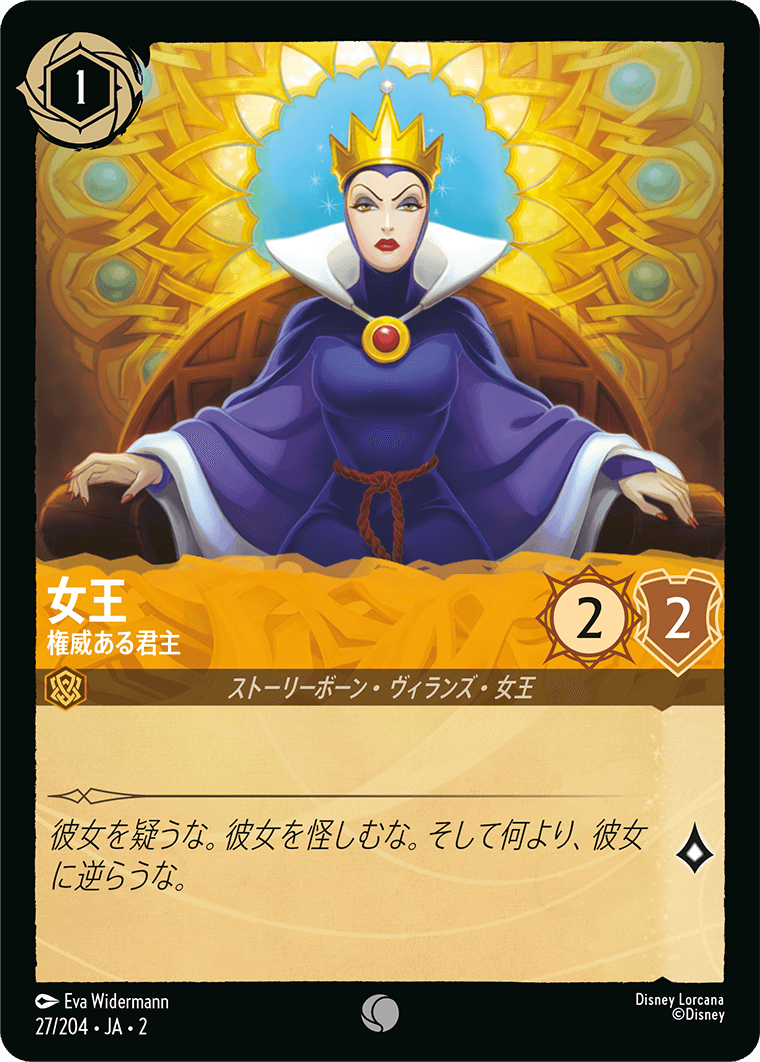 1
女王
権威ある君主
2
2
ストーリーボーン・ヴィランズ・女王
彼女を疑うな。彼女を怪しむな。そして何より、彼女
に逆らうな。
Eva Widermann
27/204 • JA • 2
Disney Lorcana
©Disney